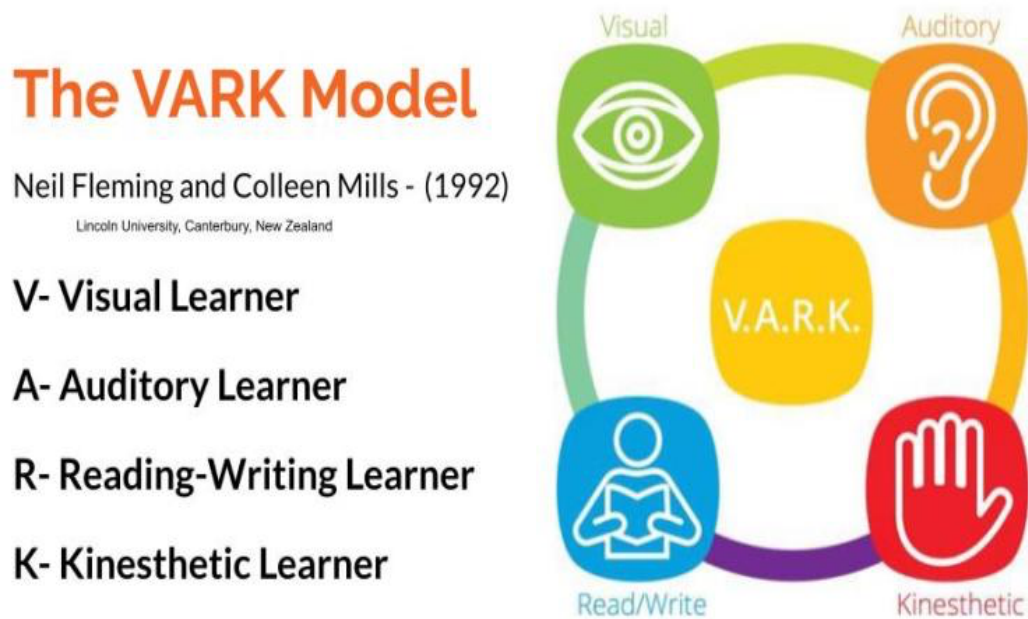 The VARK Model
Neil Fleming and Colleen Mills - (1992)
Lincoln University, Canterbury, New Zealand
V- Visual Learner
A- Auditory Learner
R- Reading-Writing Learner
K- Kinesthetic Learner
Visual
Auditory
V.A.R.K.
Read/Write
Kinesthetic